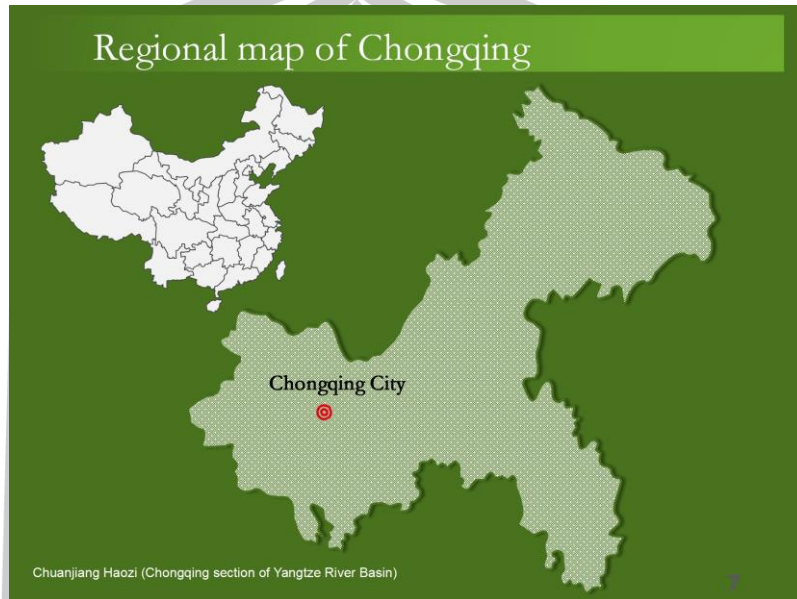 Regional map of Chongqing
Chongqing City
Chuanjiang Haozi (Chongqing section of Yangtze River Basin)
7